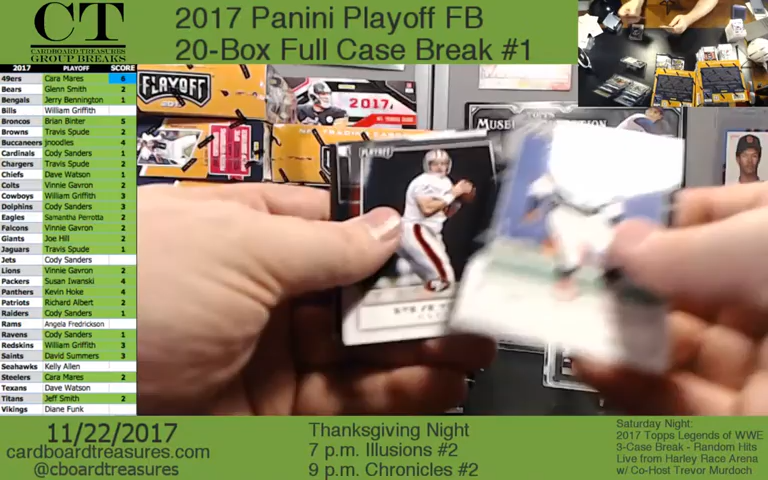 CT
CARDBOARD TREASURES
GROUP BREAKS
2017 Panini Playoff FB
20-Box Full Case Break #1
2017 PLAYOFF SCORE
49ers Cara Mares 6
Bears Glenn Smith 2
Bengals Jerry Bennington 1
Bills William Griffith
Broncos Brian Binter 5
Browns Travis Spude 2
Buccaneers jnoodles 4
Cardinals Cody Sanders 1
Chargers Travis Spude 2
Chiefs Dave Watson 1
Colts Vinnie Gavron 2
Cowboys William Griffith 3
Dolphins Cody Sanders 3
Eagles Samantha Perrotta 2
Falcons Vinnie Gavron 2
Giants Joe Hill 2
Jaguars Travis Spude 1
Jets Cody Sanders
Lions Vinnie Gavron 2
Packers Susan Iwanski 4
Panthers Kevin Hoke 4
Patriots Richard Albert 2
Raiders Cody Sanders 1
Rams Angela Fredrickson
Ravens Cody Sanders 1
Redskins William Griffith 3
Saints David Summers 3
Seahawks Kelly Allen
Steelers Cara Mares 2
Texans Dave Watson
Titans Jeff Smith 2
Vikings Diane Funk
PLAYOFF
2017
2017
PLAYOFF
11/22/2017
cardboardtreasures.com
@cboardtreasures
Thanksgiving Night
7 p.m. Illusions #2
9 p.m. Chronicles #2
Saturday Night:
2017 Topps Legends of WWE
3-Case Break - Random Hits
Live from Harley Race Arena
w/ Co-Host Trevor Murdoch